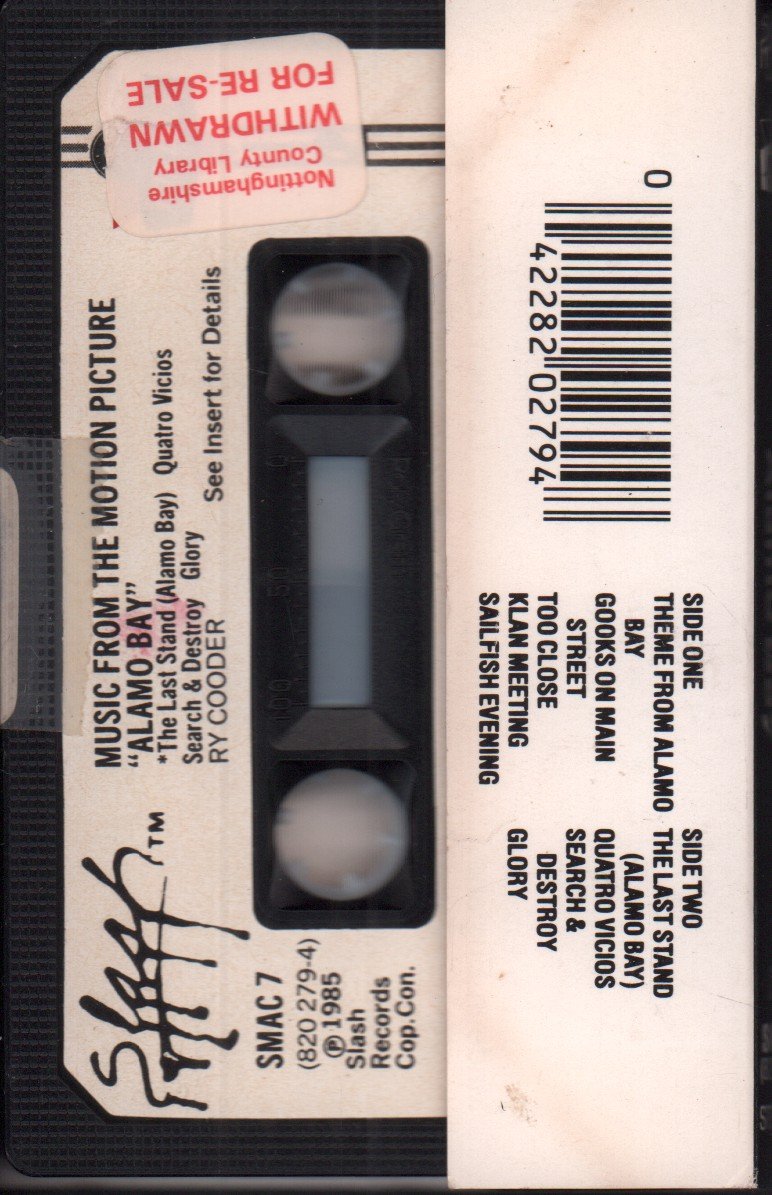 Nottinghamshire
County Library
WITHDRAWN
FOR RE-SALE
MUSIC FROM THE MOTION PICTURE
“ALAMO BAY”
*The Last Stand (Alamo Bay) Quatro Vicios
Search & Destroy Glory
RY COODER See Insert for Details
Slash TM
SMAC 7
(820 279-4)
℗ 1985
Slash
Records
Cop.Con.
0
50
100
0 42282 02794
SIDE ONE
THEME FROM ALAMO
BAY
GOOKS ON MAIN
STREET
TOO CLOSE
KLAN MEETING
SAILFISH EVENING
SIDE TWO
THE LAST STAND
(ALAMO BAY)
QUATRO VICIOS
SEARCH &
DESTROY
GLORY